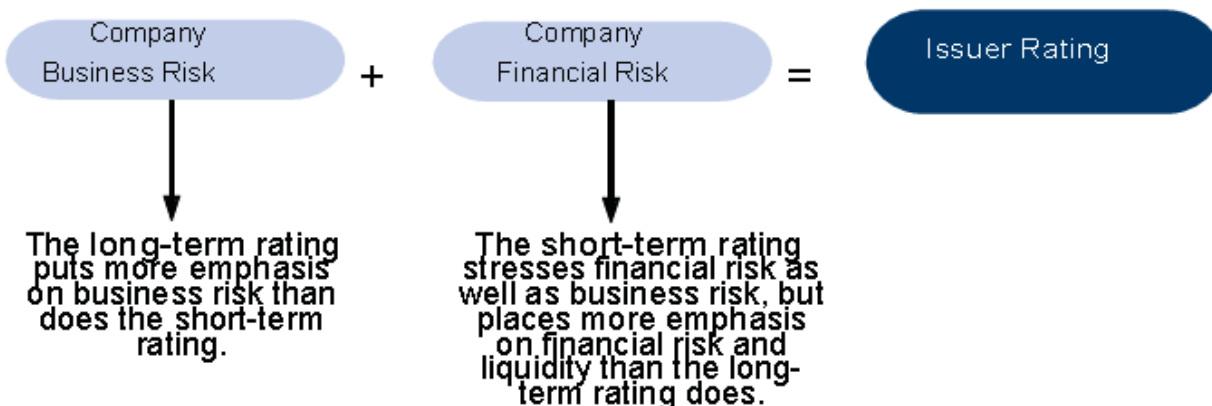 Company
Business Risk
+
Company
Financial Risk
=
Issuer Rating
The long-term rating
puts more emphasis
on business risk than
does the short-term
rating.
The short-term rating
stresses financial risk as
well as business risk, but
places more emphasis
on financial risk and
liquidity than the long-
term rating does.